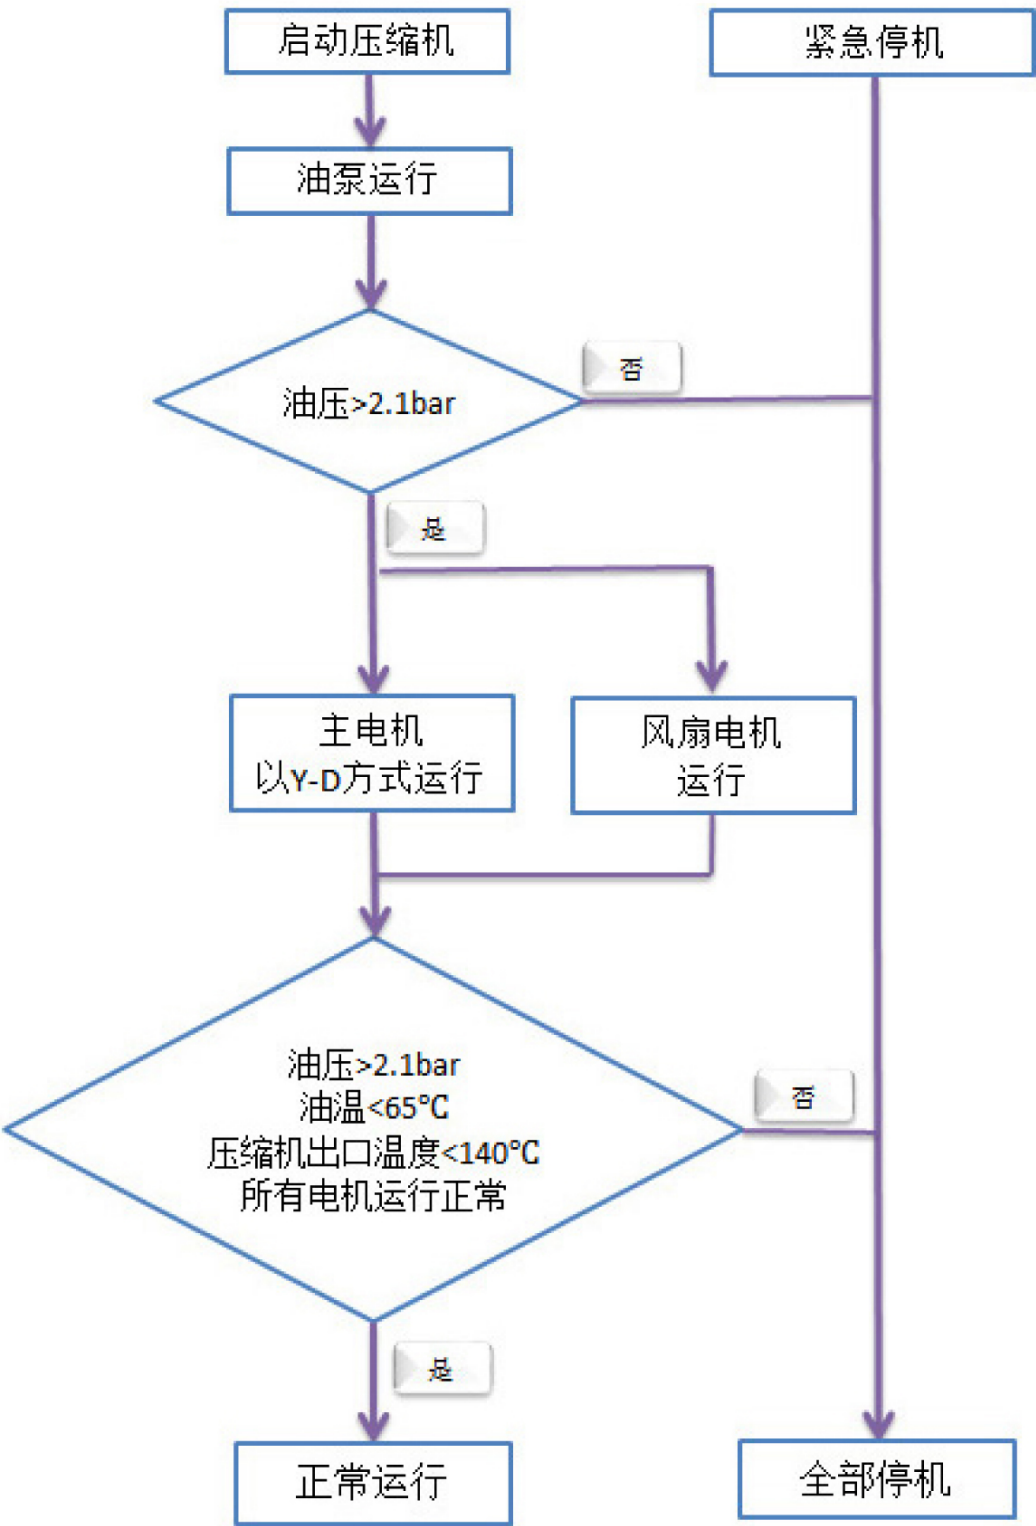 启动压缩机
紧急停机
油泵运行
油压>2.1bar
否
是
主电机
以Y-D方式运行
风扇电机
运行
油压>2.1bar
油温<65℃
压缩机出口温度<140℃
所有电机运行正常
否
是
正常运行
全部停机